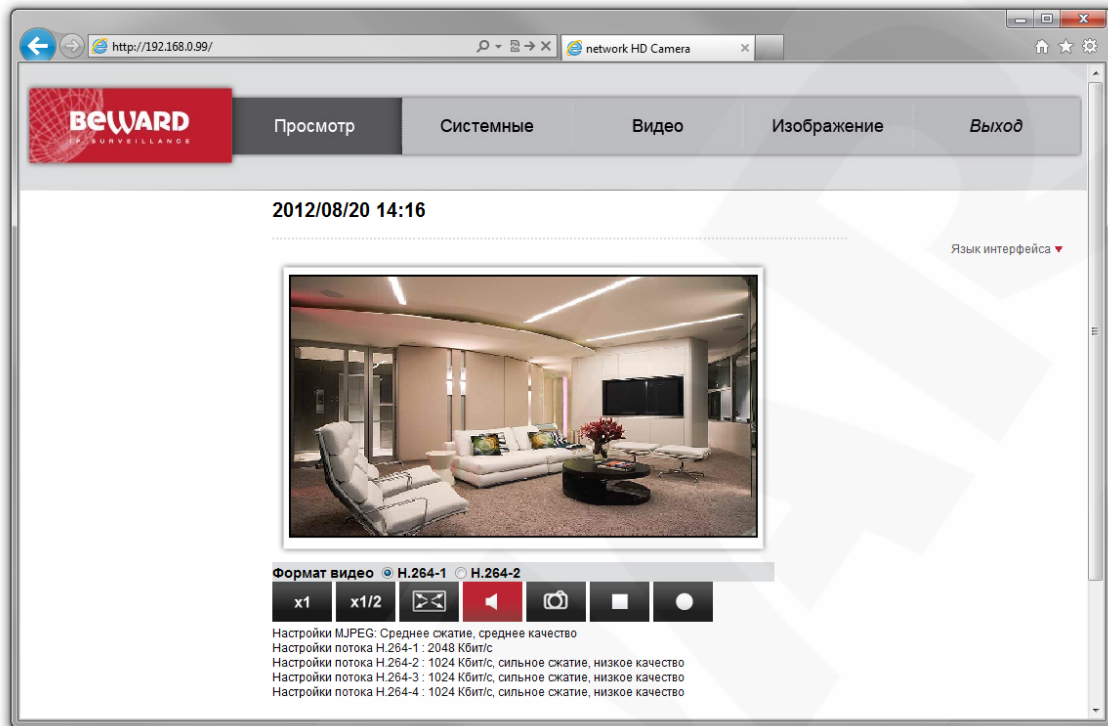 http://192.168.0.99/
network HD Camera
BEWARD
IP SURVEILLANCE
Просмотр
Системные
Видео
Изображение
Выход
2012/08/20 14:16
Язык интерфейса
Формат видео H.264-1 H.264-2
x1
x1/2
Настройки MJPEG: Среднее сжатие, среднее качество
Настройки потока H.264-1 : 2048 Кбит/с
Настройки потока H.264-2 : 1024 Кбит/с, сильное сжатие, низкое качество
Настройки потока H.264-3 : 1024 Кбит/с, сильное сжатие, низкое качество
Настройки потока H.264-4 : 1024 Кбит/с, сильное сжатие, низкое качество